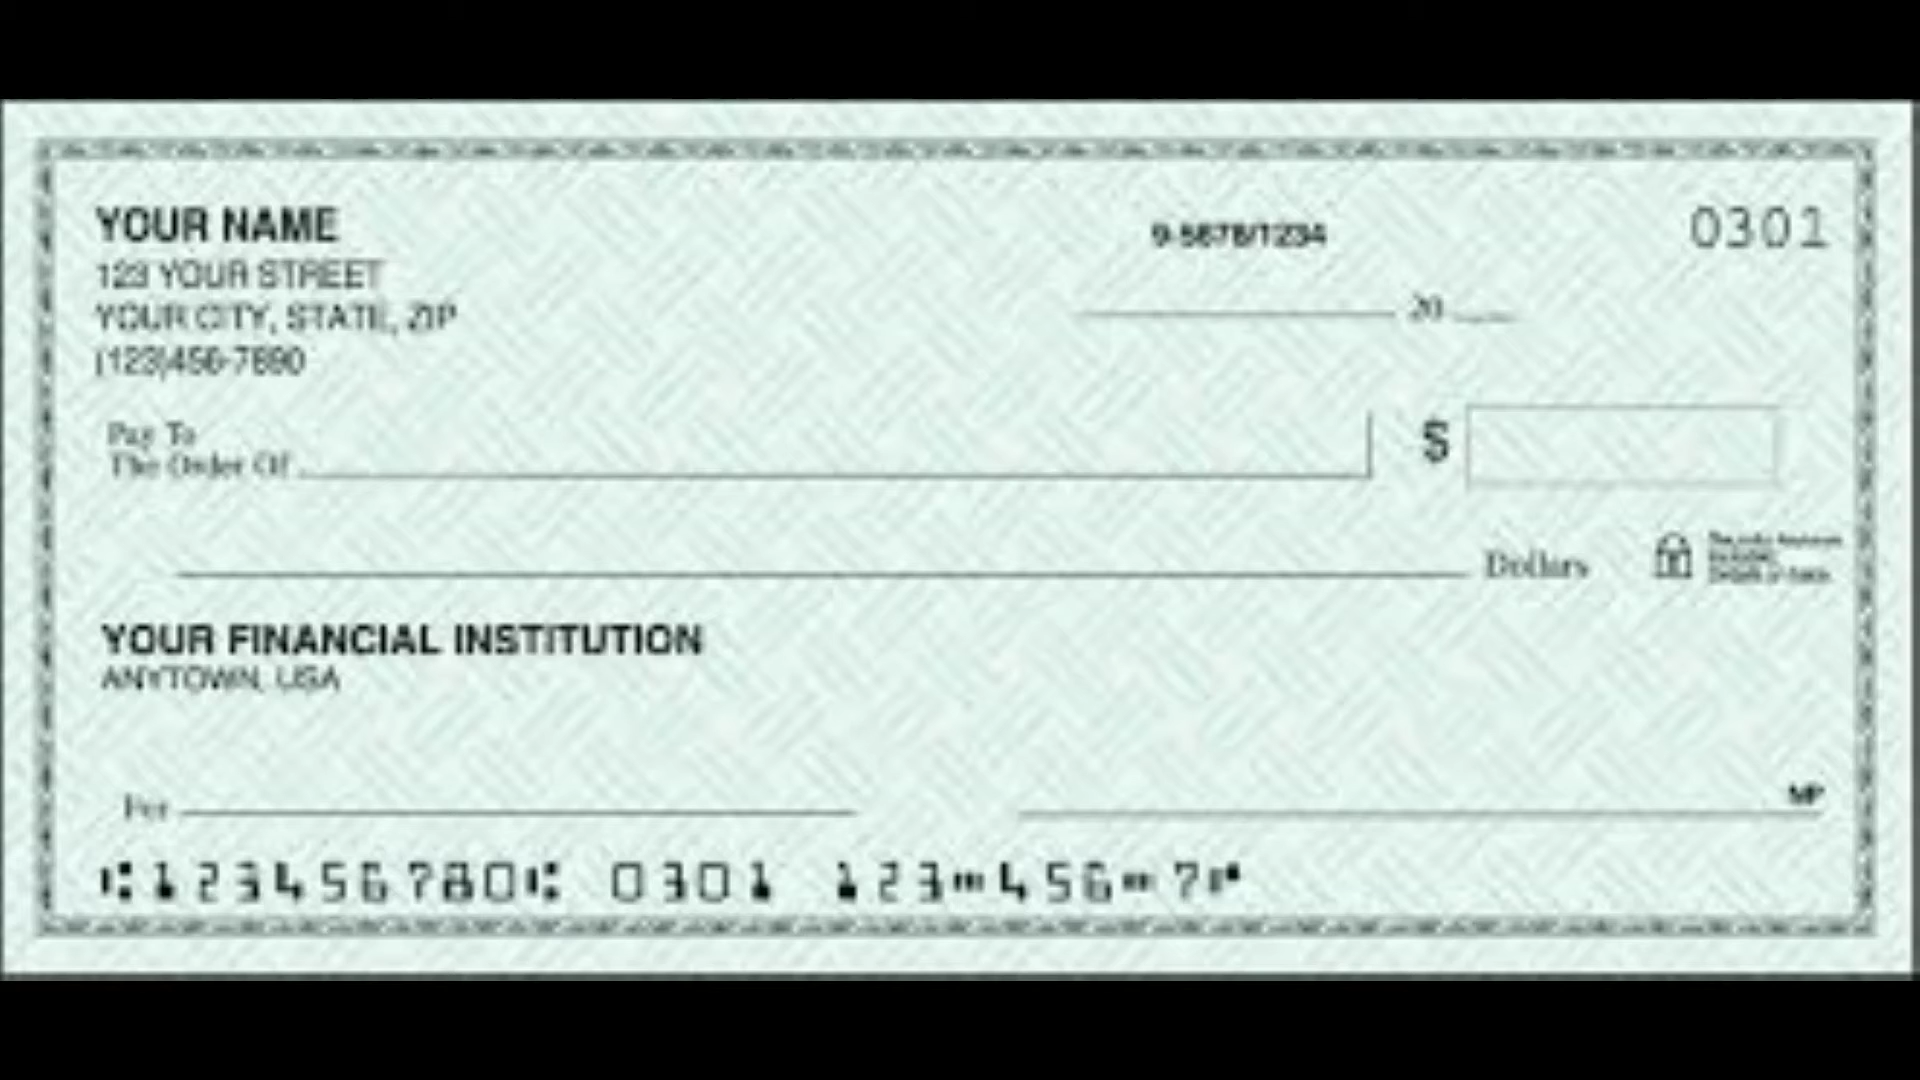 YOUR NAME
123 YOUR STREET
YOUR CITY, STATE, ZIP
(123)456-7890
9-5678/1234
0301
20
Pay To
The Order Of
$
Dollars
YOUR FINANCIAL INSTITUTION
ANYTOWN, USA
For
MP
⑆123456780⑆ 0301 123⑉456⑉7⑈